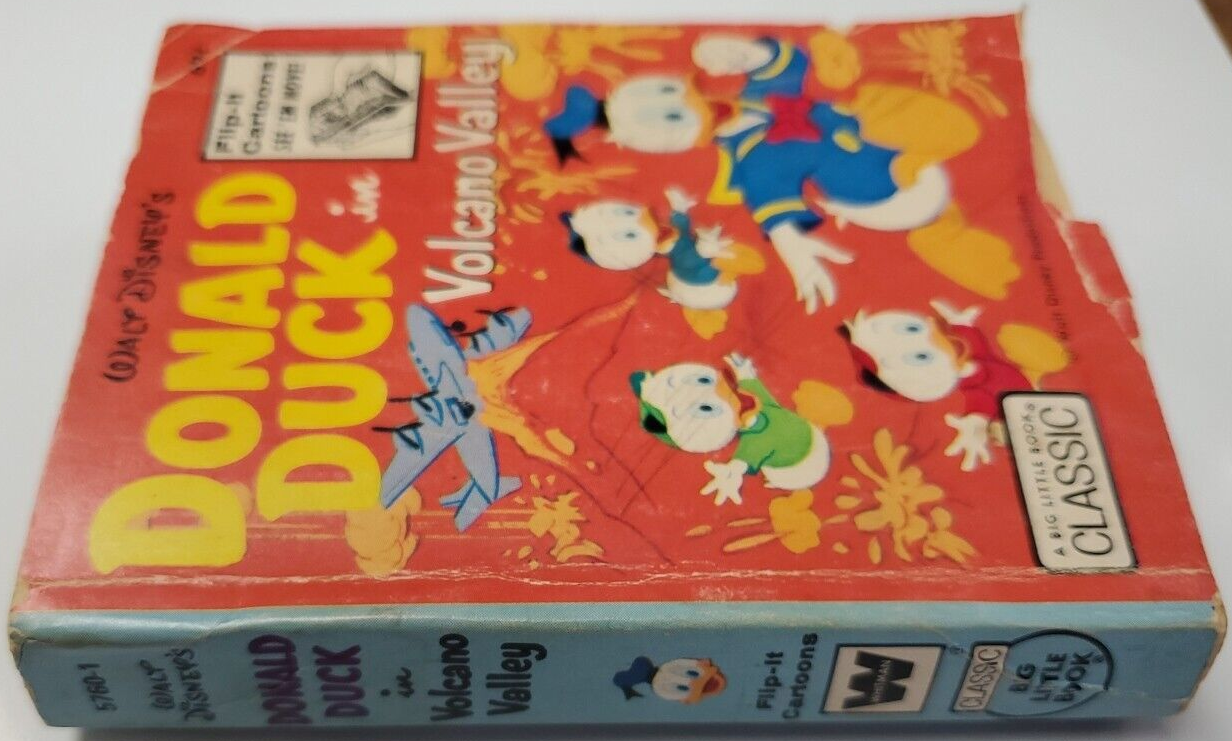 Flip-It
Cartoons
SEE 'EM MOVE!
WALT DISNEY'S
DONALD
DUCK in
Volcano Valley
A BIG LITTLE BOOK®
CLASSIC
5760-1
WALT
DISNEY'S
DONALD
DUCK
in
Volcano
Valley
Flip-It
Cartoons
W
WHITMAN
®
CLASSIC
BIG
LITTLE
BOOK®